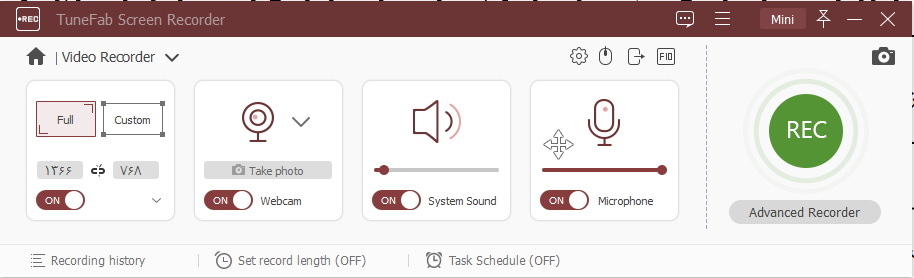 REC TuneFab Screen Recorder Mini
| Video Recorder F10
Full Custom
۱۳۶۶ ۷۶۸ Take photo
ON ON Webcam ON System Sound ON Microphone
REC
Advanced Recorder
Recording history Set record length (OFF) Task Schedule (OFF)